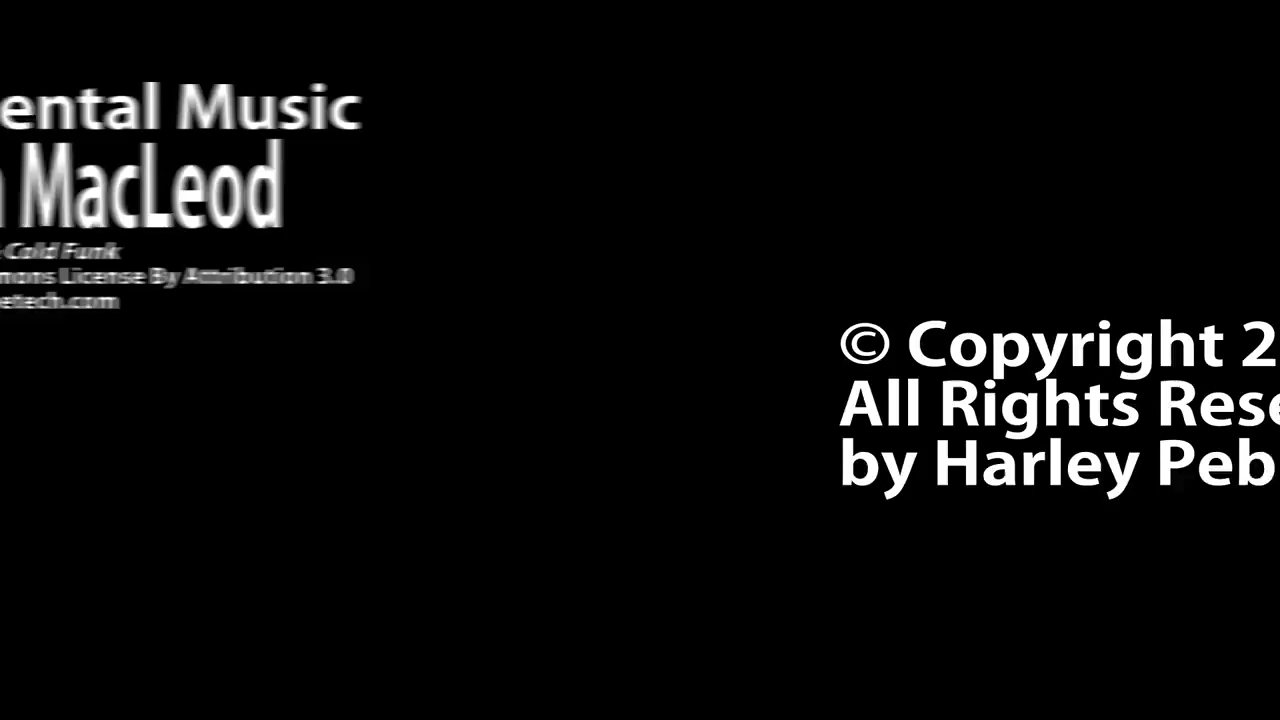 ental Music
MacLeod
Cold Funk
mons License By Attribution 3.0
etech.com
© Copyright 2
All Rights Rese
by Harley Peb